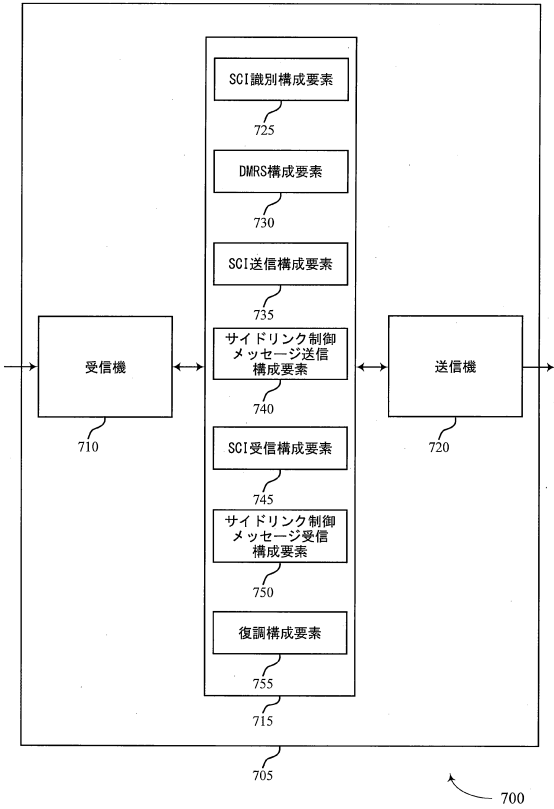 SCI識別構成要素
725
DMRS構成要素
730
SCI送信構成要素
735
サイドリンク制御
メッセージ送信
構成要素
740
受信機
710
送信機
720
SCI受信構成要素
745
サイドリンク制御
メッセージ受信
構成要素
750
復調構成要素
755
715
705
700